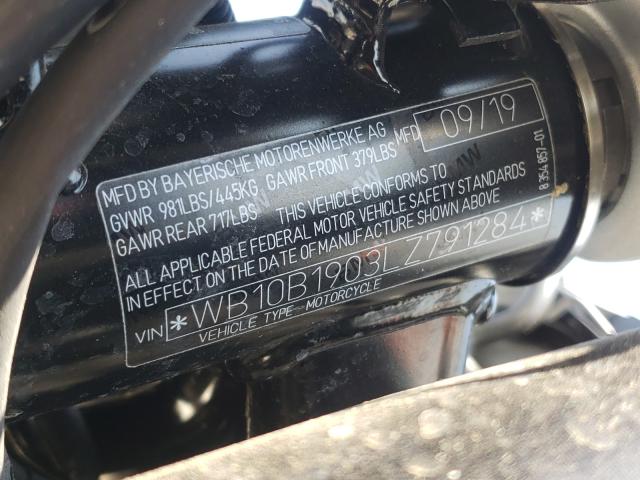 MFD BY BAYERISCHE MOTORENWERKE AG MFD 09/19
GVWR 981LBS/445KG GAWR FRONT 379LBS
GAWR REAR 717LBS THIS VEHICLE CONFORMS TO
ALL APPLICABLE FEDERAL MOTOR VEHICLE SAFETY STANDARDS
IN EFFECT ON THE DATE OF MANUFACTURE SHOWN ABOVE
VIN *WB10B1903LZ791284*
VEHICLE TYPE-MOTORCYCLE
8 354 857-01